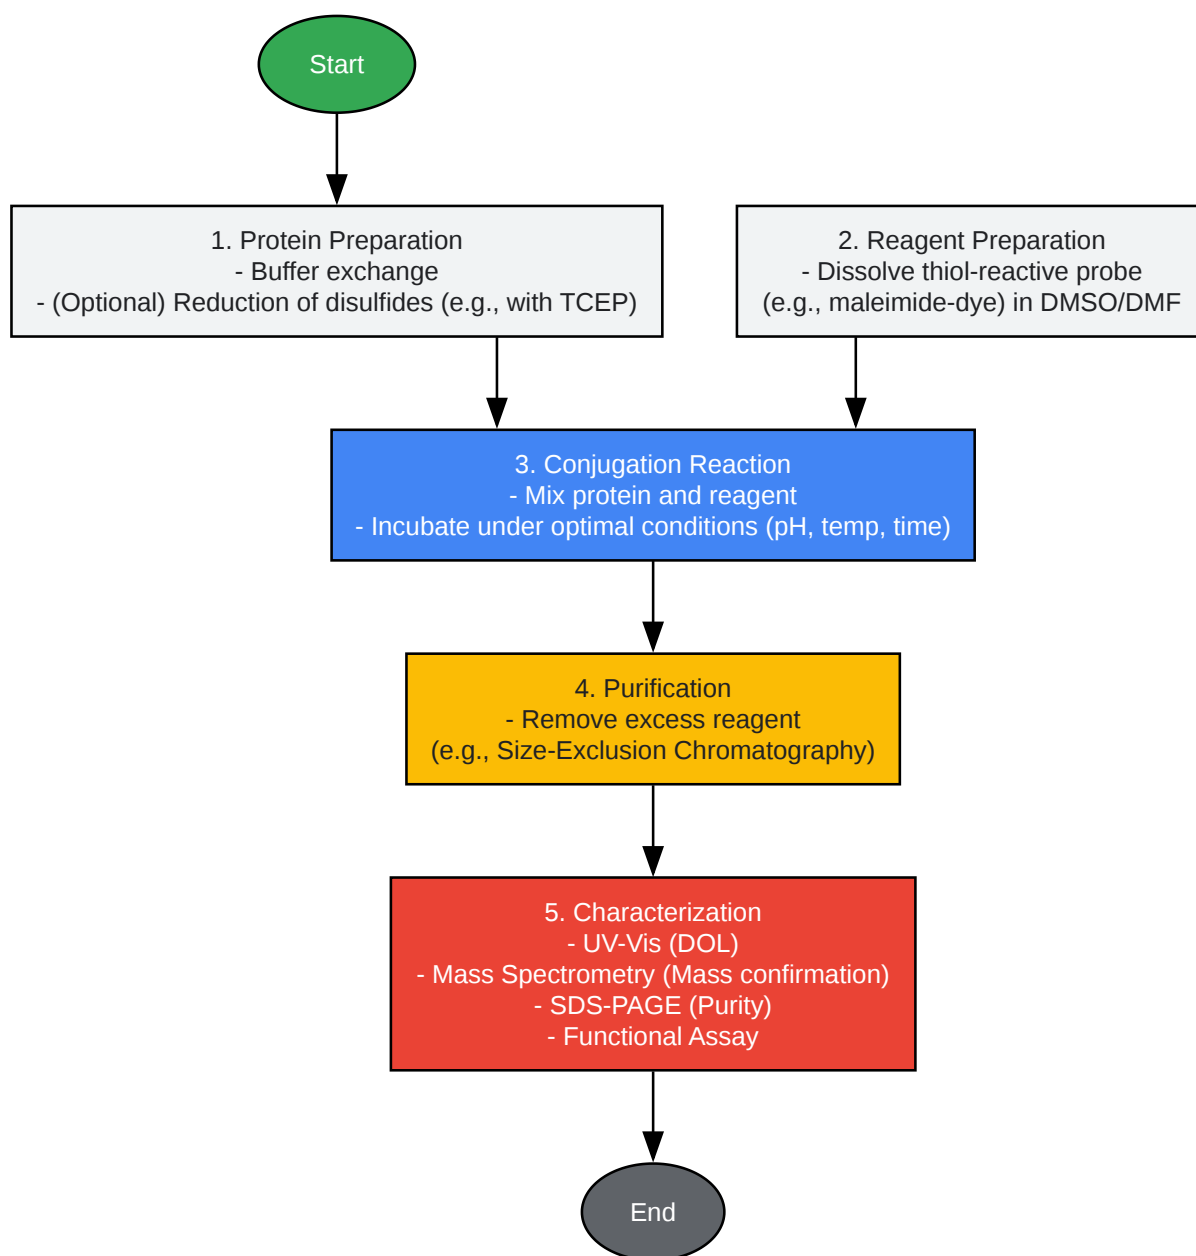 Start
1. Protein Preparation
- Buffer exchange
- (Optional) Reduction of disulfides (e.g., with TCEP)
2. Reagent Preparation
- Dissolve thiol-reactive probe
(e.g., maleimide-dye) in DMSO/DMF
3. Conjugation Reaction
- Mix protein and reagent
- Incubate under optimal conditions (pH, temp, time)
4. Purification
- Remove excess reagent
(e.g., Size-Exclusion Chromatography)
5. Characterization
- UV-Vis (DOL)
- Mass Spectrometry (Mass confirmation)
- SDS-PAGE (Purity)
- Functional Assay
End